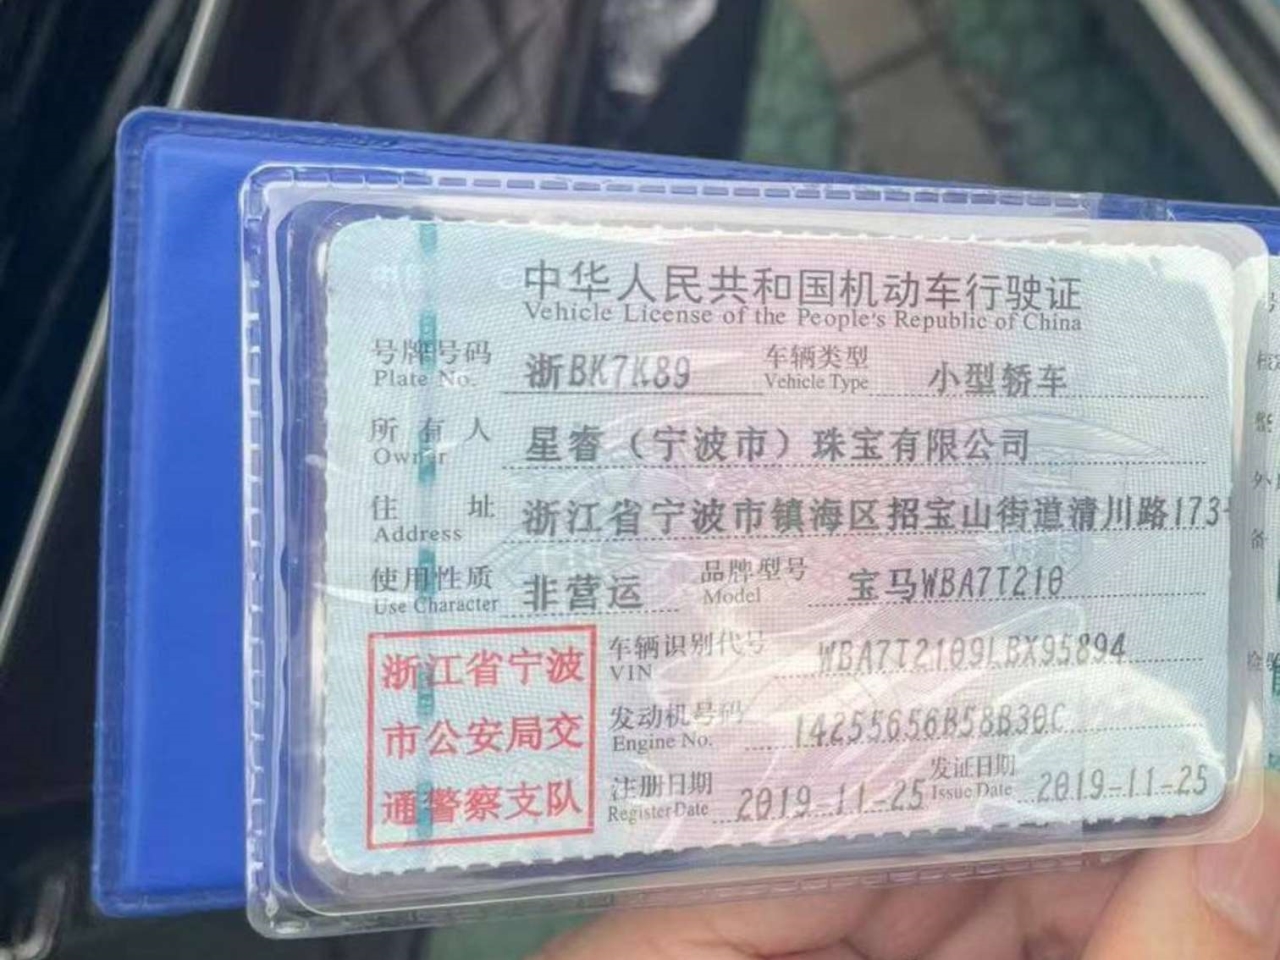 中华人民共和国机动车行驶证
Vehicle License of the People's Republic of China
号牌号码 浙BK7K89 车辆类型 小型轿车
Plate No. Vehicle Type
所有人 星睿（宁波市）珠宝有限公司
Owner
住址 浙江省宁波市镇海区招宝山街道清川路173
Address
使用性质 非营运 品牌型号 宝马WBA7T210
Use Character Model
浙江省宁波
市公安局交
通警察支队
车辆识别代号 WBA7T2109LBX95894
VIN
发动机号码 14255656B58B30C
Engine No.
注册日期 2019-11-25 发证日期 2019-11-25
Register Date Issue Date